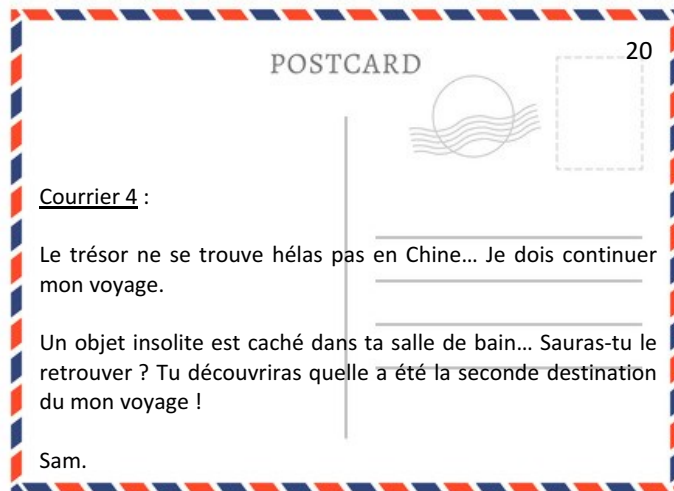 POSTCARD
20
Courrier 4 :
Le trésor ne se trouve hélas pas en Chine… Je dois continuer
mon voyage.
Un objet insolite est caché dans ta salle de bain… Sauras-tu le
retrouver ? Tu découvriras quelle a été la seconde destination
du mon voyage !
Sam.